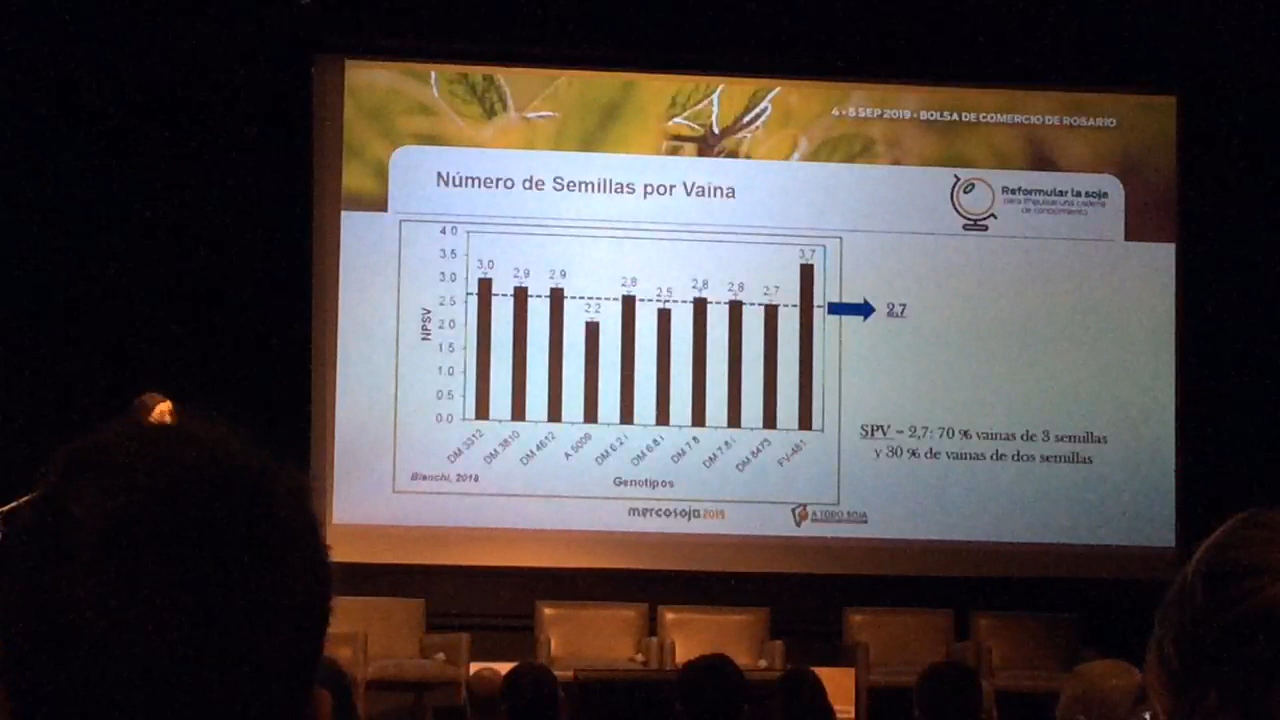 4 - 5 SEP 2019 - BOLSA DE COMERCIO DE ROSARIO
Número de Semillas por Vaina
Reformular la soja
para impulsar una cadena
de conocimiento
4.0
3.5
3.0
2.5
2.0
1.5
1.0
0.5
0.0
NPSV
3,0
2,9
2,9
2,2
2,8
2,5
2,8
2,8
2,7
3,7
2,7
DM 3312
DM 3810
DM 4612
A 5009
DM 6.2 i
DM 6.8 i
DM 7.8
DM 7.8 i
DM 8473
FV-481
Genotipos
Bianchi, 2018
SPV = 2,7: 70 % vainas de 3 semillas
y 30 % de vainas de dos semillas
mercosoja2019
A TODO SOJA